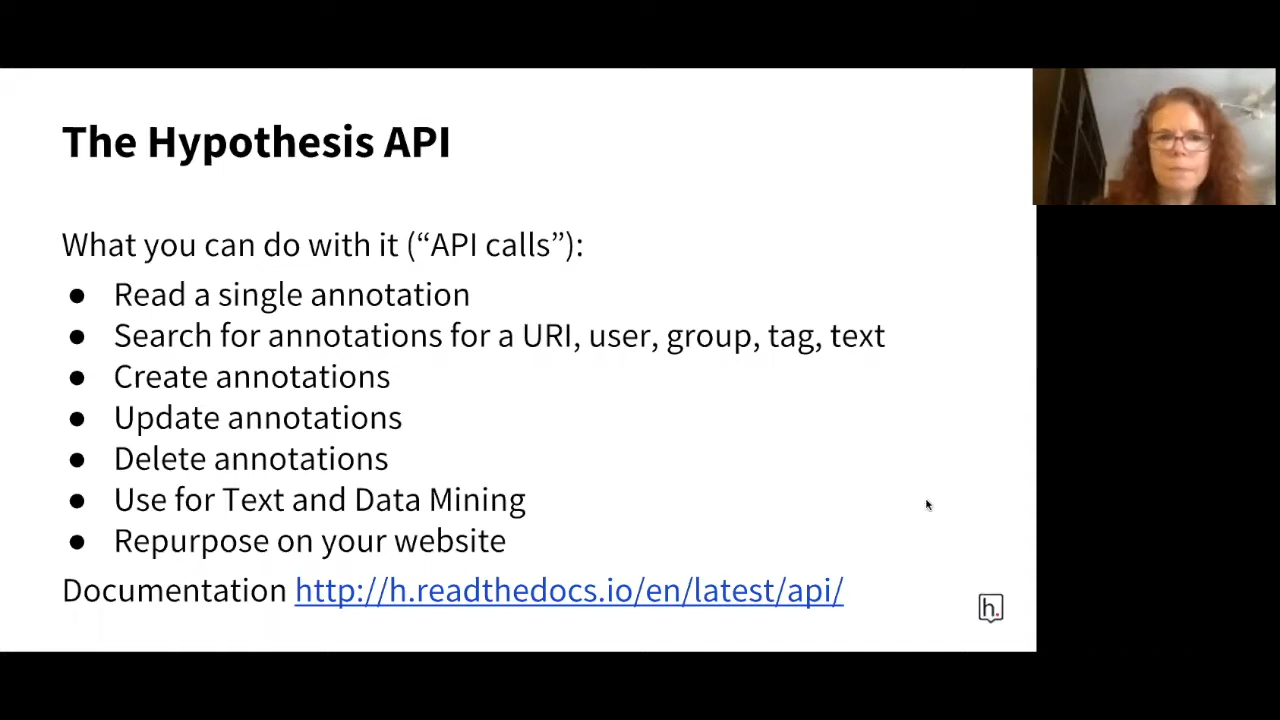 The Hypothesis API
What you can do with it (“API calls”):
● Read a single annotation
● Search for annotations for a URI, user, group, tag, text
● Create annotations
● Update annotations
● Delete annotations
● Use for Text and Data Mining
● Repurpose on your website
Documentation http://h.readthedocs.io/en/latest/api/
h.